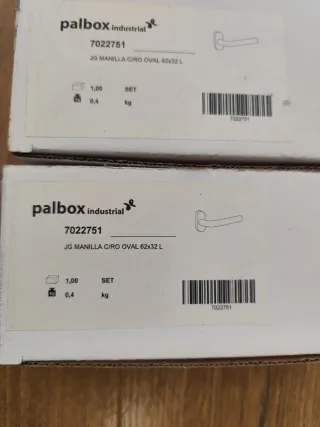 palbox industrial
7022751
JG MANILLA C/RO OVAL 62x32 L
1,00 SET
0,4 kg
7022751
palbox industrial
7022751
JG MANILLA C/RO OVAL 62x32 L
1,00 SET
0,4 kg
7022751